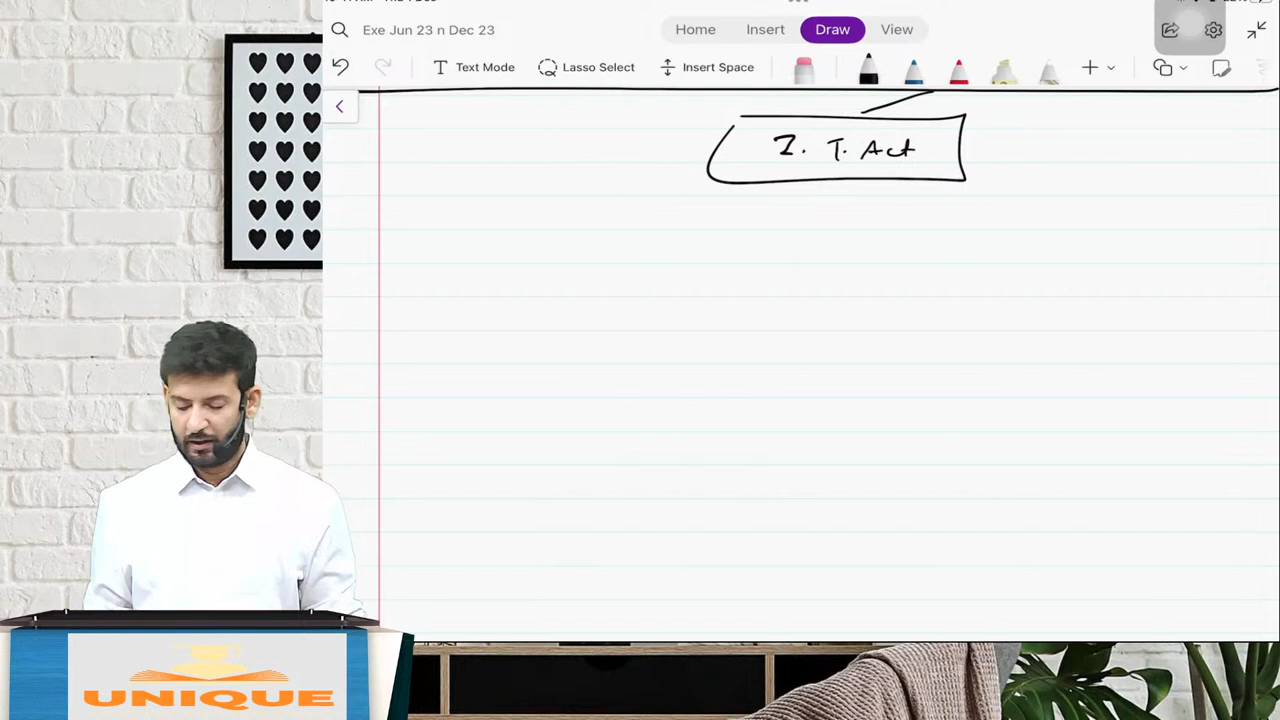 Exe Jun 23 n Dec 23
Home Insert Draw View
Text Mode Lasso Select Insert Space
I. T. Act
UNIQUE